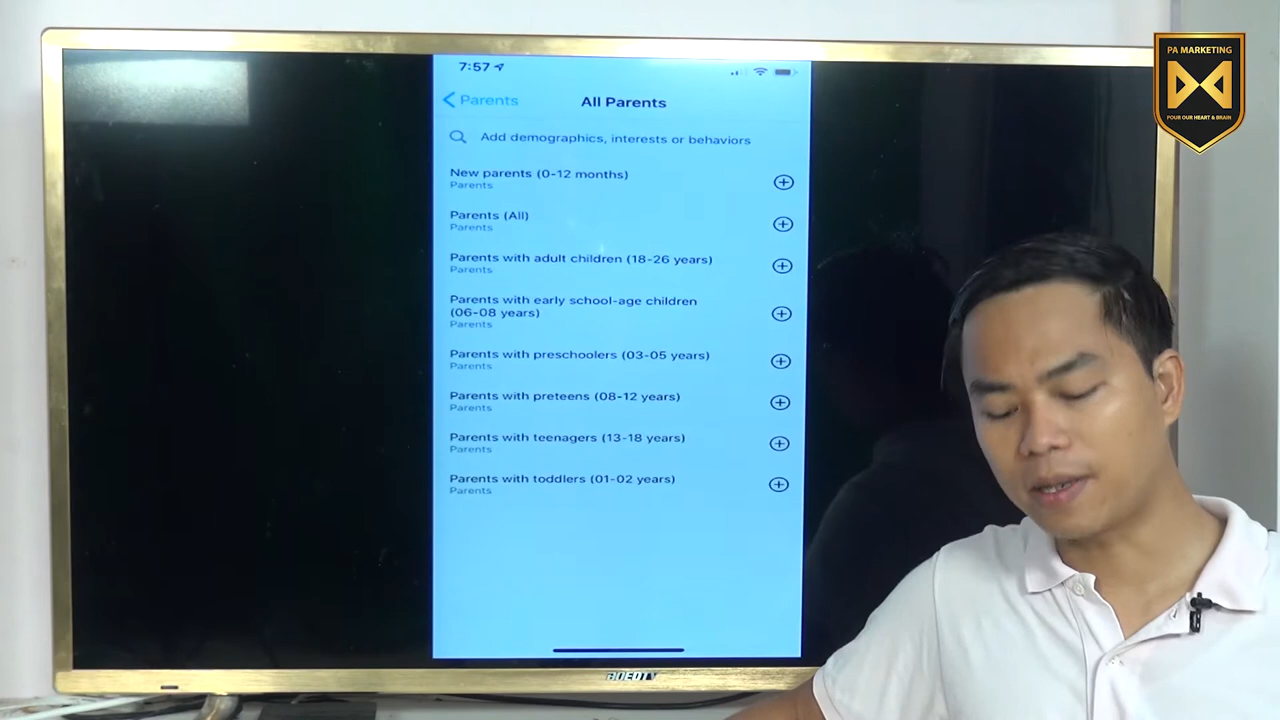 PA MARKETING
POUR OUR HEART & BRAIN
7:57
Parents
All Parents
Add demographics, interests or behaviors
New parents (0-12 months)
Parents
Parents (All)
Parents
Parents with adult children (18-26 years)
Parents
Parents with early school-age children
(06-08 years)
Parents
Parents with preschoolers (03-05 years)
Parents
Parents with preteens (08-12 years)
Parents
Parents with teenagers (13-18 years)
Parents
Parents with toddlers (01-02 years)
Parents